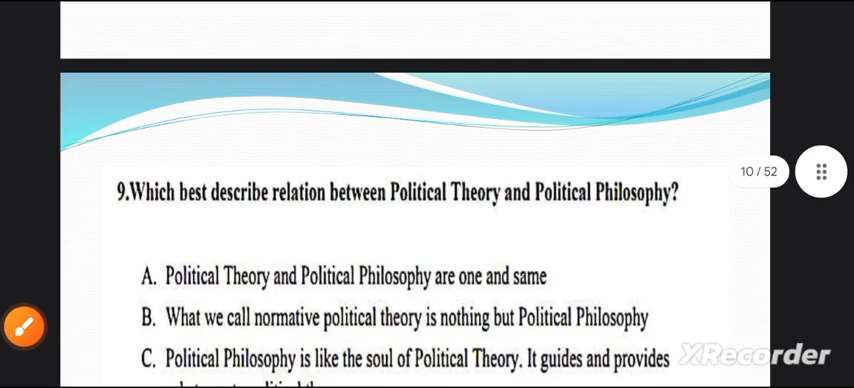 9.Which best describe relation between Political Theory and Political Philosophy?
10 / 52
A. Political Theory and Political Philosophy are one and same
B. What we call normative political theory is nothing but Political Philosophy
C. Political Philosophy is like the soul of Political Theory. It guides and provides
XRecorder